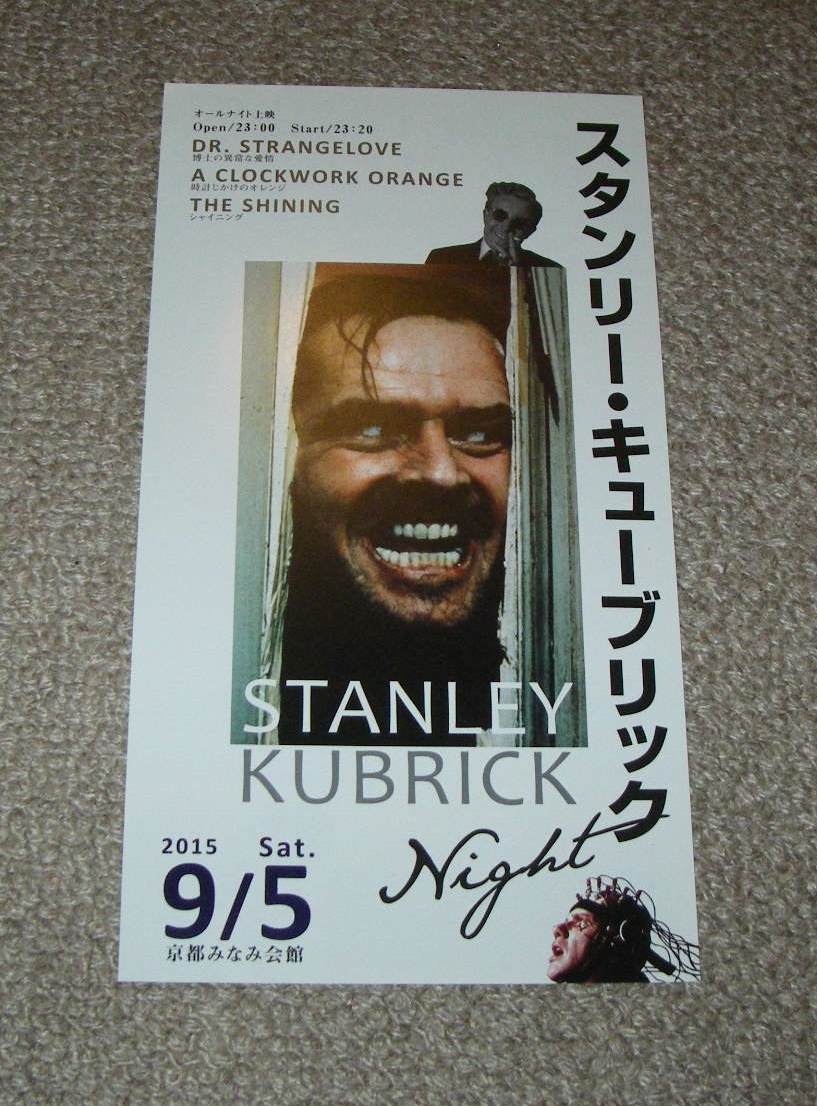 オールナイト上映
Open/23:00 Start/23:20
DR. STRANGELOVE
博士の異常な愛情
A CLOCKWORK ORANGE
時計じかけのオレンジ
THE SHINING
シャイニング
スタンリー・キューブリック
STANLEY
KUBRICK
Night
2015 Sat.
9/5
京都みなみ会館